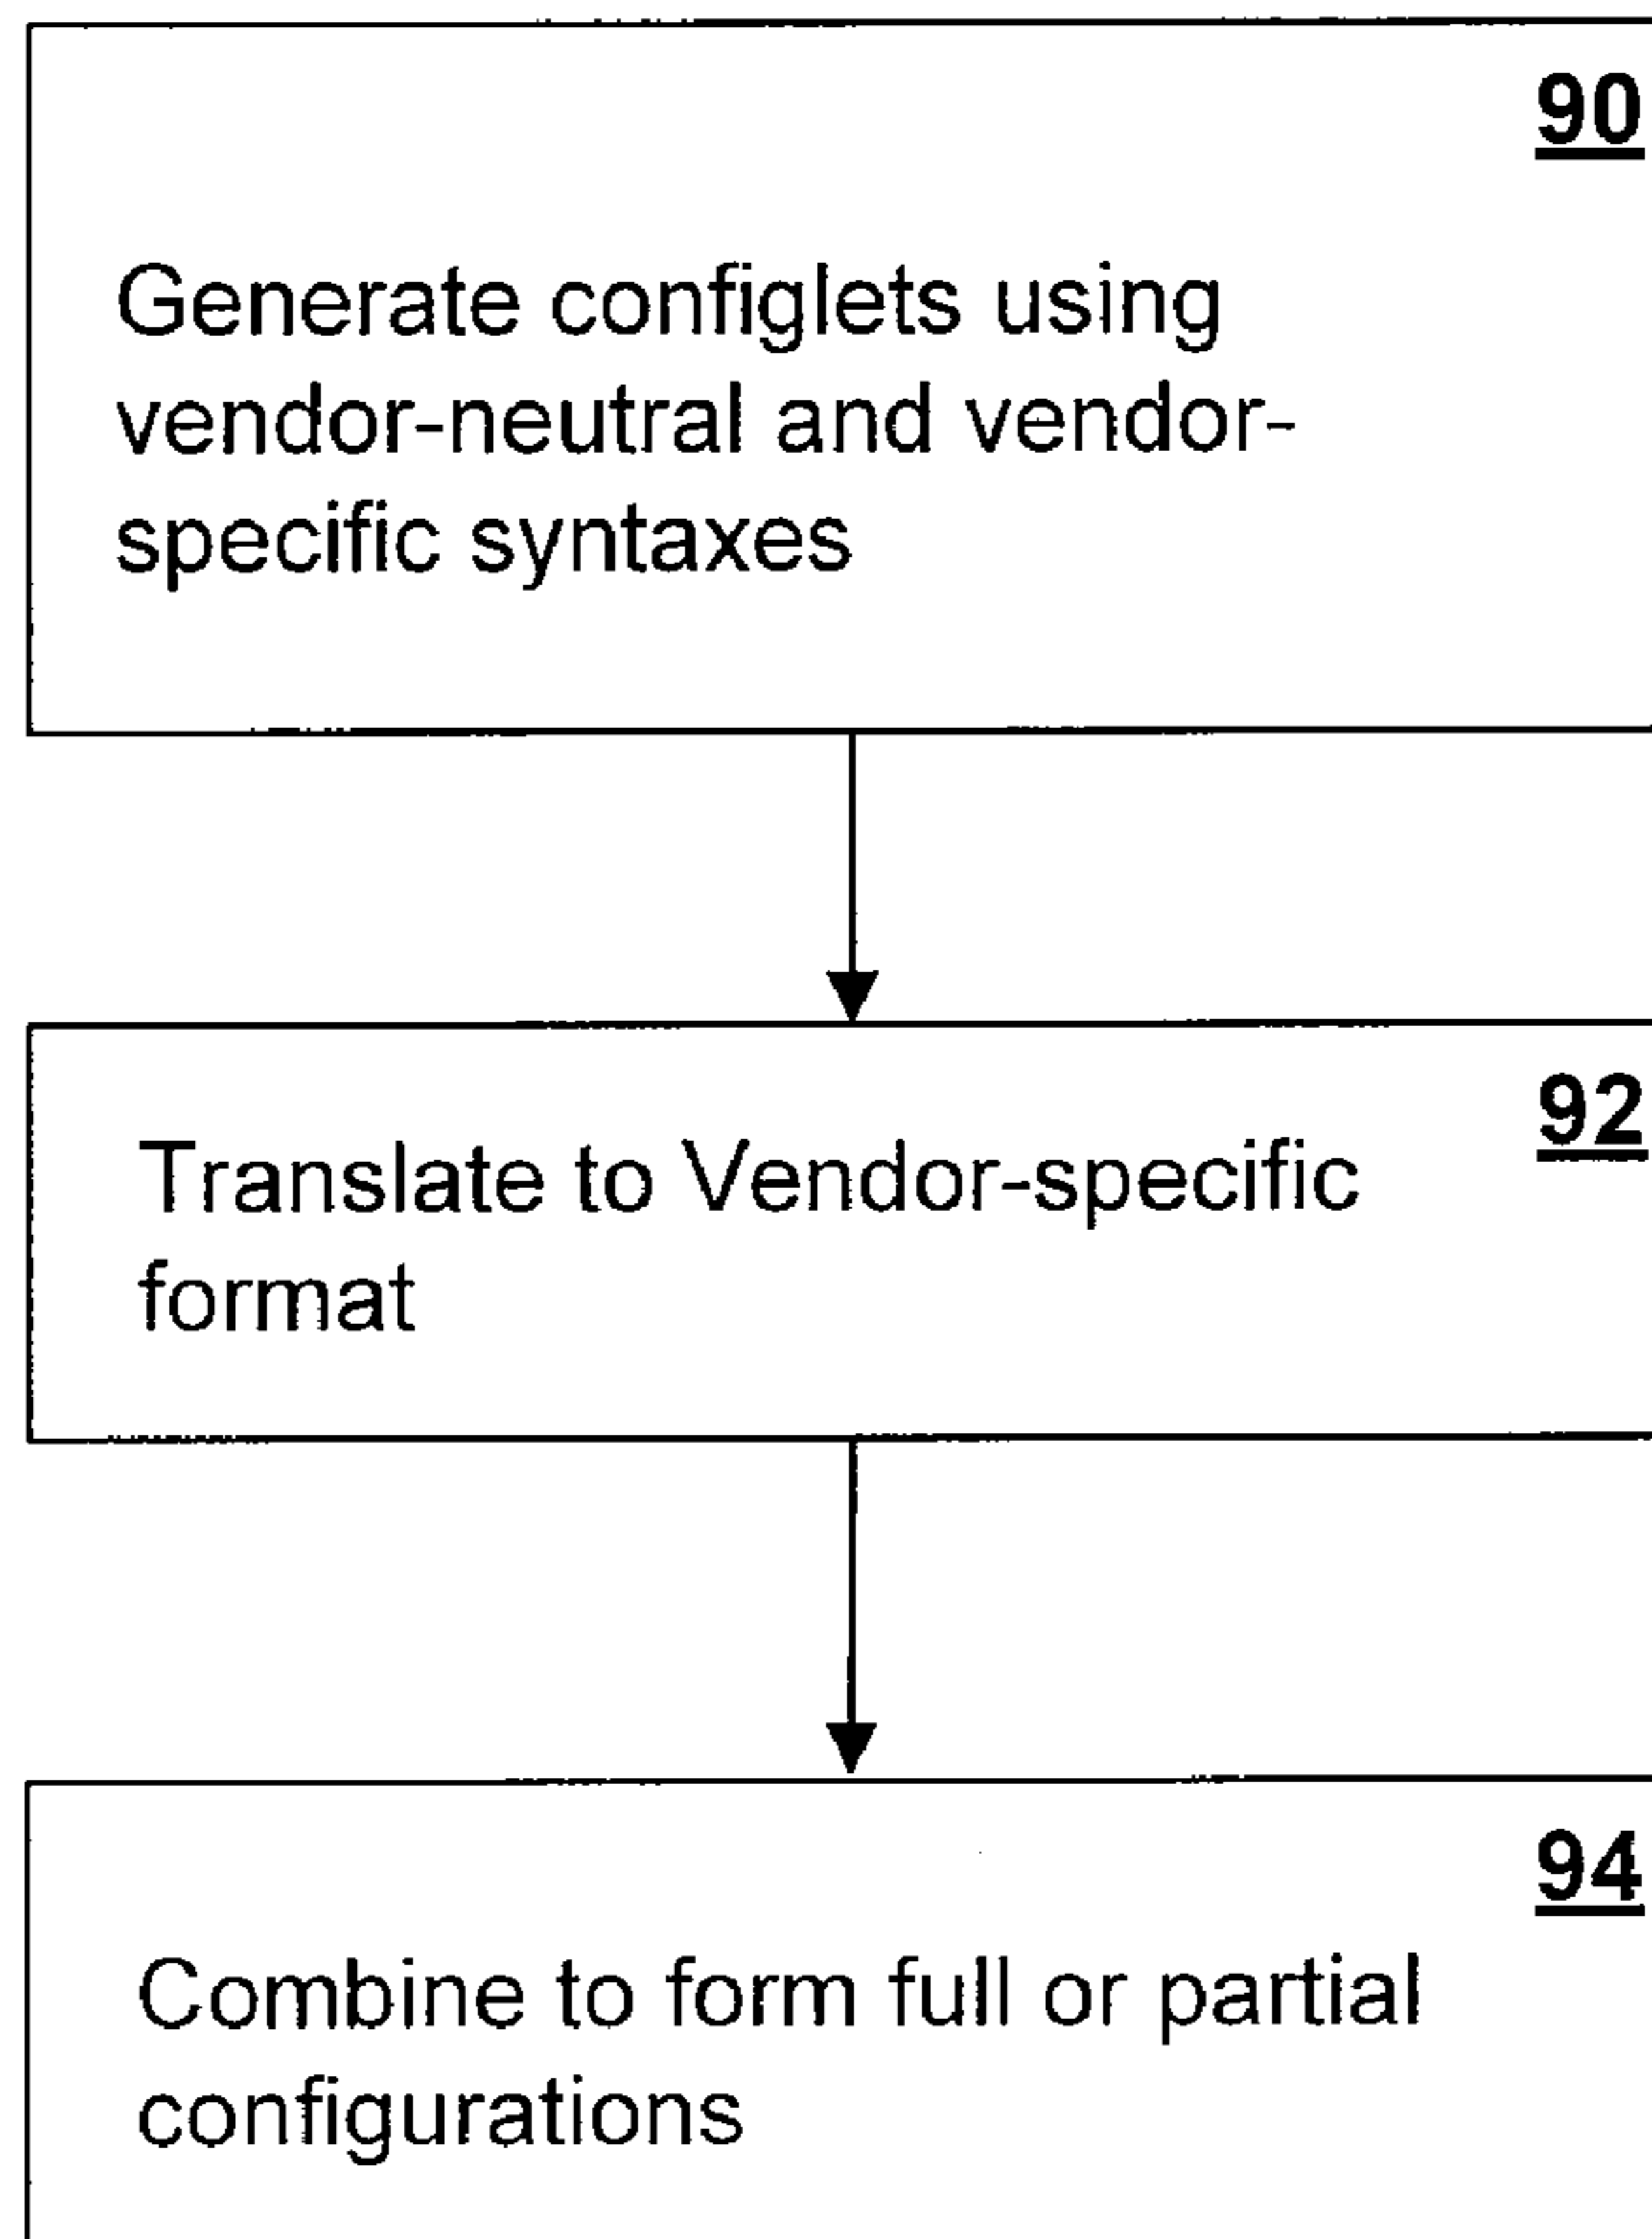 90
Generate configlets using
vendor-neutral and vendor-
specific syntaxes
92
Translate to Vendor-specific
format
94
Combine to form full or partial
configurations